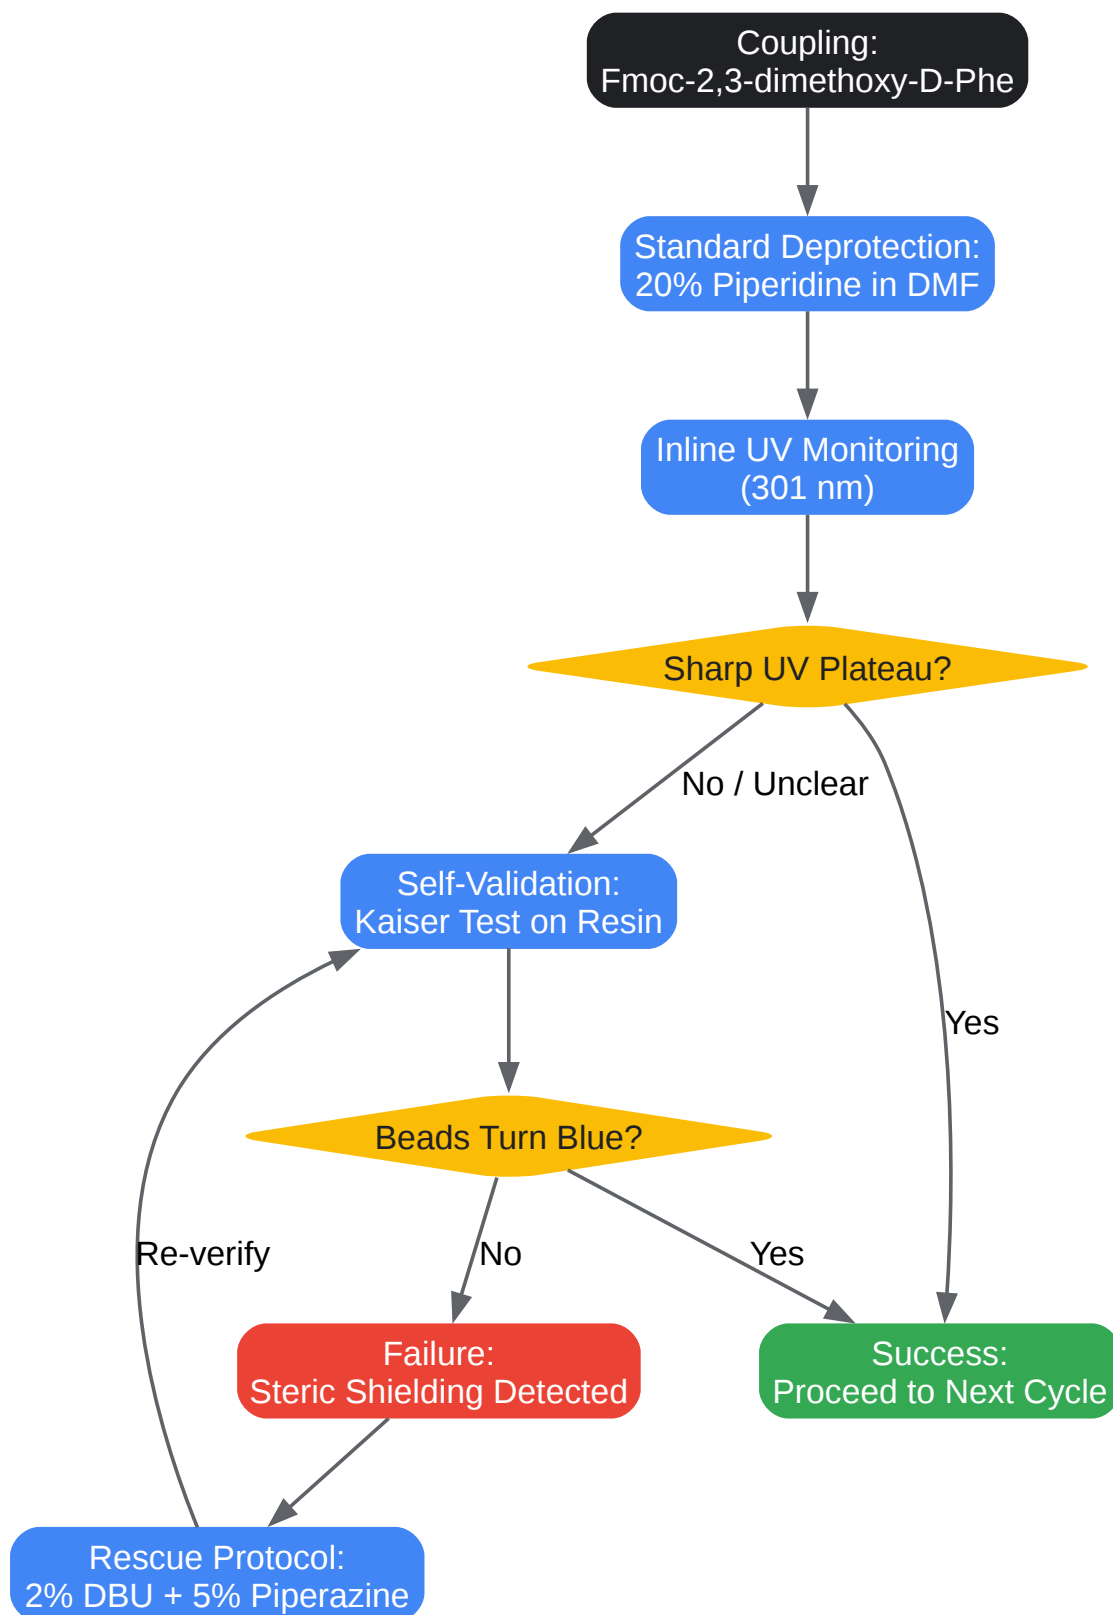 Coupling:
Fmoc-2,3-dimethoxy-D-Phe
Standard Deprotection:
20% Piperidine in DMF
Inline UV Monitoring
(301 nm)
Sharp UV Plateau?
No / Unclear
Self-Validation:
Kaiser Test on Resin
Yes
Beads Turn Blue?
Re-verify
No
Yes
Failure:
Steric Shielding Detected
Success:
Proceed to Next Cycle
Rescue Protocol:
2% DBU + 5% Piperazine